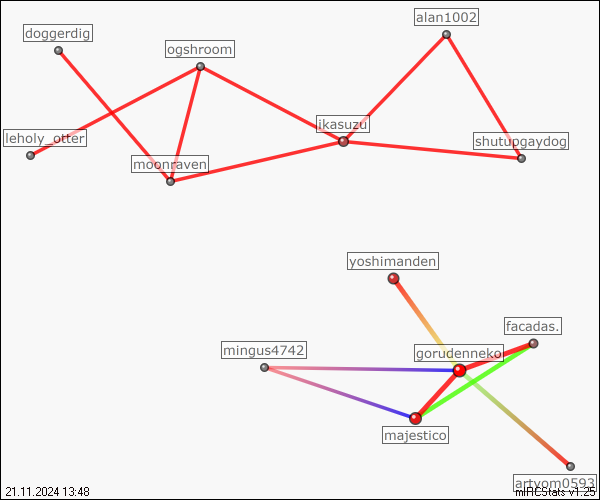 alan1002
doggerdig
ogshroom
ikasuzu
leholy_otter
shutupgaydog
moonraven
yoshimanden
facadas.
mingus4742
gorudenneko
majestico
artyom0593
21.11.2024 13:48
mIRCStats v1.25